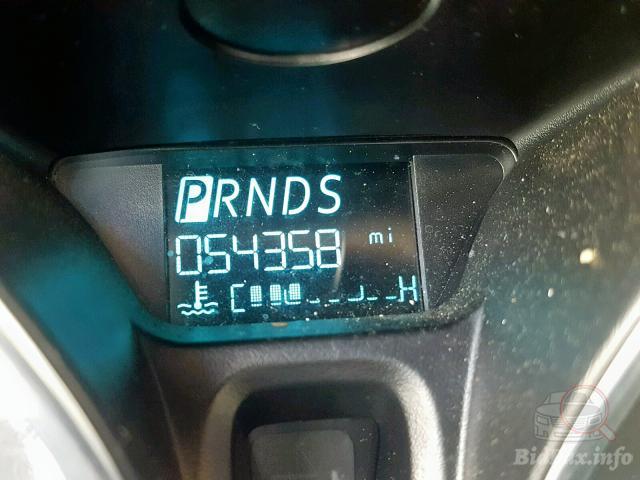 PRNDS
054358 mi
C H
BidFax.info